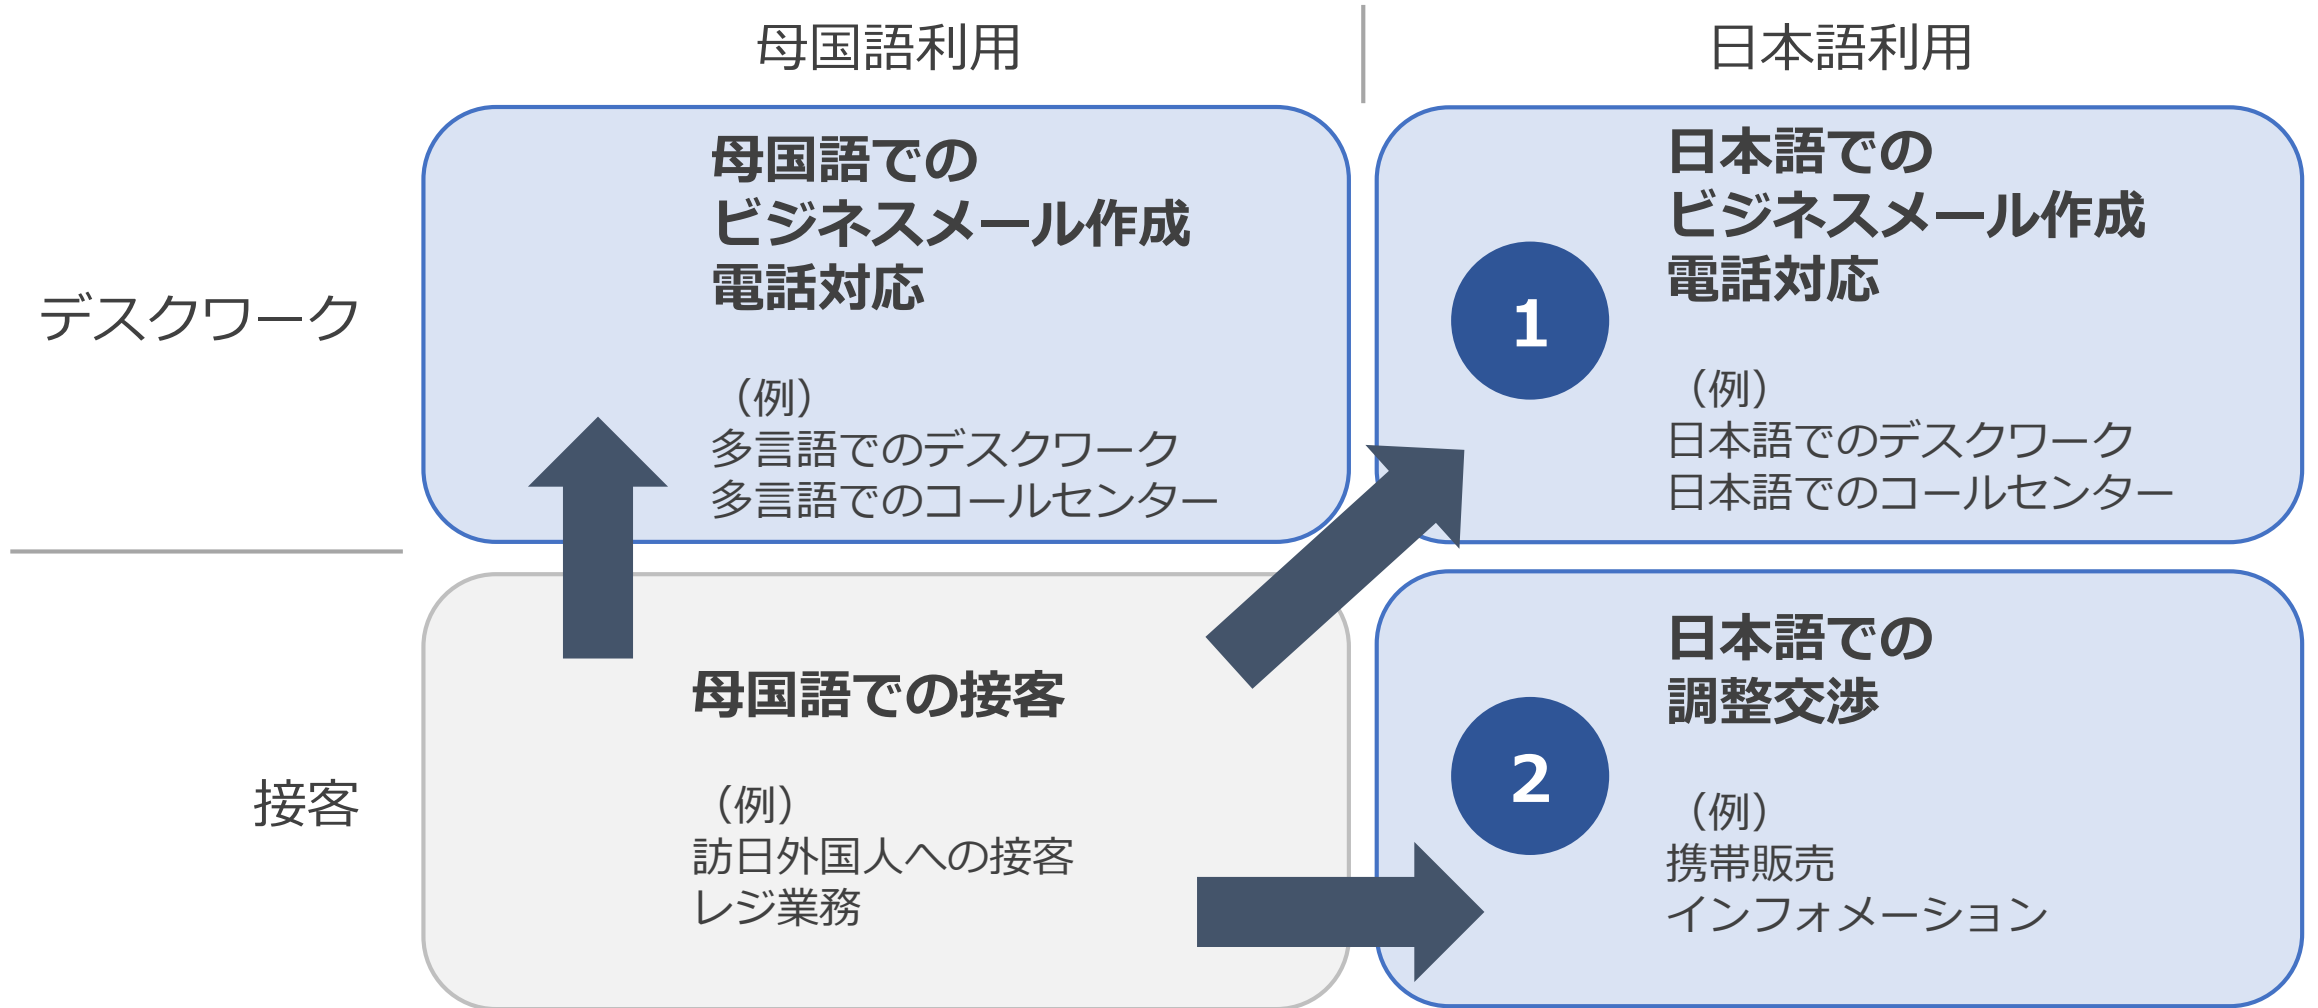 母国語利用
日本語利用
デスクワーク
母国語での
ビジネスメール作成
電話対応
（例）
多言語でのデスクワーク
多言語でのコールセンター
1
日本語での
ビジネスメール作成
電話対応
（例）
日本語でのデスクワーク
日本語でのコールセンター
接客
母国語での接客
（例）
訪日外国人への接客
レジ業務
2
日本語での
調整交渉
（例）
携帯販売
インフォメーション